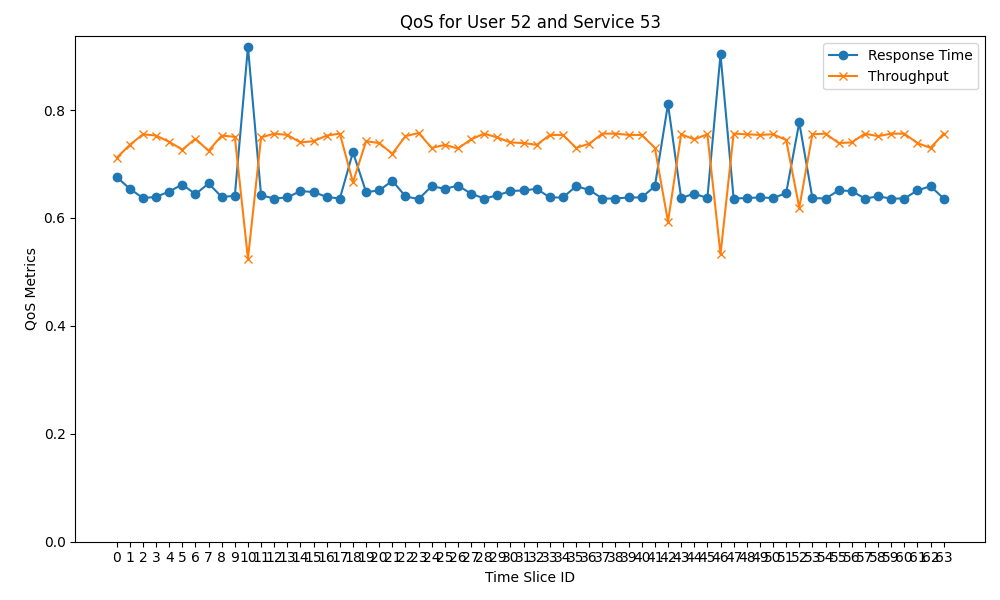 QoS for User 52 and Service 53
Response Time
Throughput
QoS Metrics
0.8
0.6
0.4
0.2
0.0
0 1 2 3 4 5 6 7 8 9 10 11 12 13 14 15 16 17 18 19 20 21 22 23 24 25 26 27 28 29 30 31 32 33 34 35 36 37 38 39 40 41 42 43 44 45 46 47 48 49 50 51 52 53 54 55 56 57 58 59 60 61 62 63
Time Slice ID